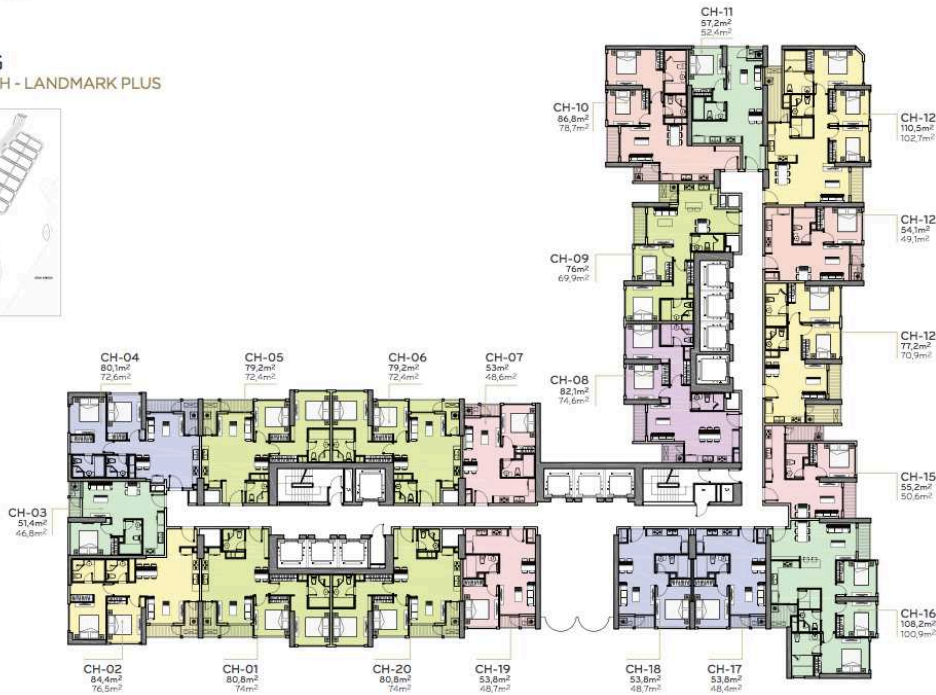 G
H - LANDMARK PLUS
CH-11
57,2m²
52,4m²
CH-10
86,8m²
78,7m²
CH-12
110,5m²
102,7m²
CH-12
54,1m²
49,1m²
CH-09
76m²
69,9m²
CH-12
77,2m²
70,9m²
CH-04
80,1m²
72,6m²
CH-05
79,2m²
72,4m²
CH-06
79,2m²
72,4m²
CH-07
53m²
48,6m²
CH-08
82,1m²
74,6m²
CH-15
55,2m²
50,6m²
CH-03
51,4m²
46,8m²
CH-16
108,2m²
100,9m²
CH-02
84,4m²
76,5m²
CH-01
80,8m²
74m²
CH-20
80,8m²
74m²
CH-19
53,8m²
48,7m²
CH-18
53,8m²
48,7m²
CH-17
53,8m²
48,4m²